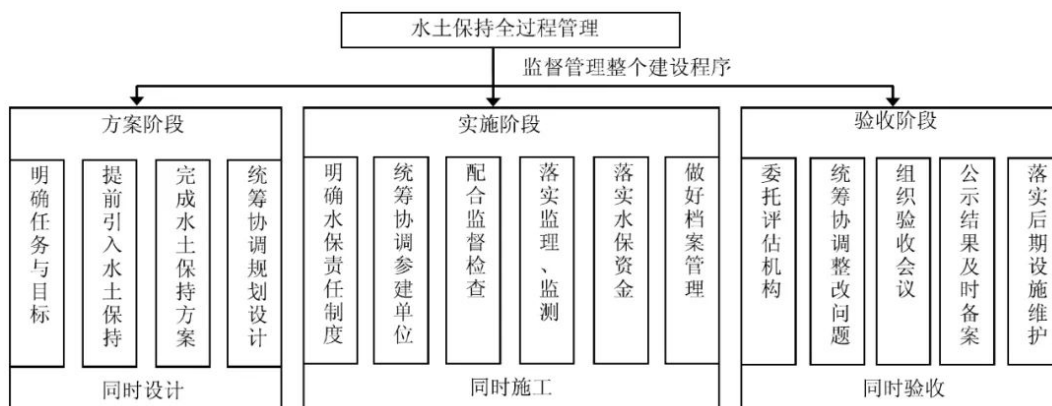 水土保持全过程管理
监督管理整个建设程序
方案阶段
明确任务与目标
提前引入水土保持
完成水土保持方案
统筹协调规划设计
同时设计
实施阶段
明确水保责任制度
统筹协调参建单位
配合监督检查
落实监理、监测
落实水保资金
做好档案管理
同时施工
验收阶段
委托评估机构
统筹协调整改问题
组织验收会议
公示结果及时备案
落实后期设施维护
同时验收